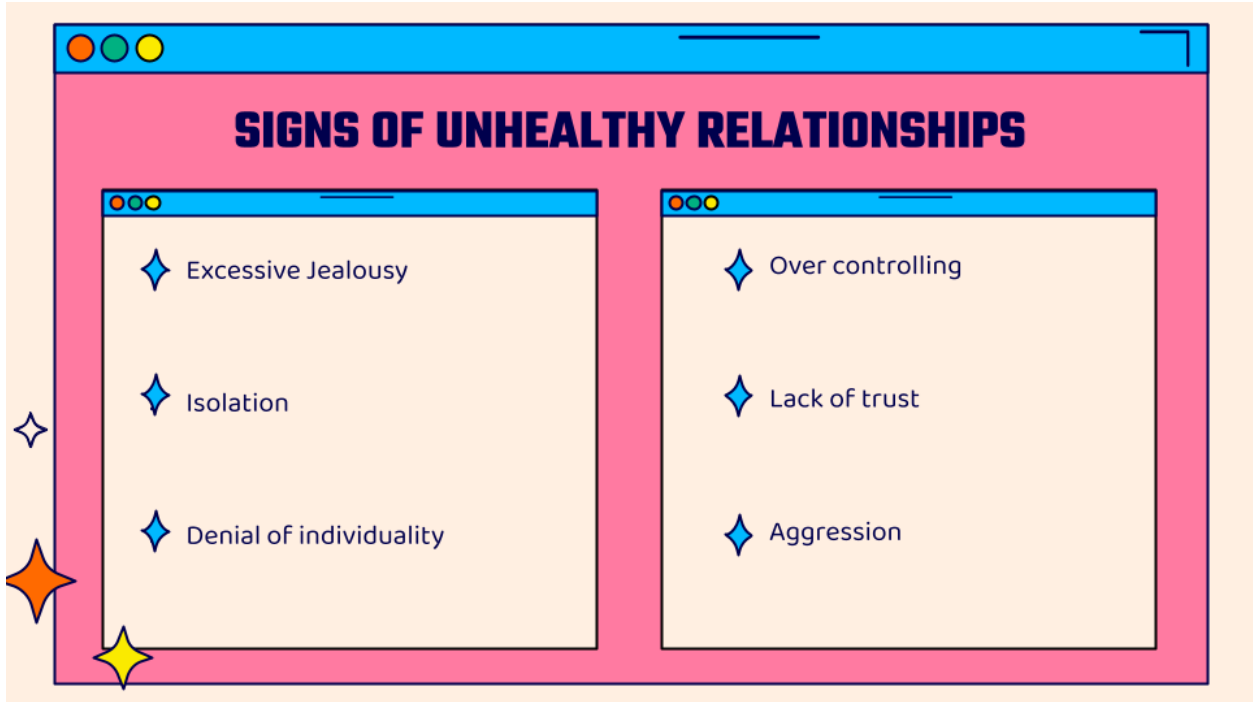 SIGNS OF UNHEALTHY RELATIONSHIPS
Excessive Jealousy
Isolation
Denial of individuality
Over controlling
Lack of trust
Aggression